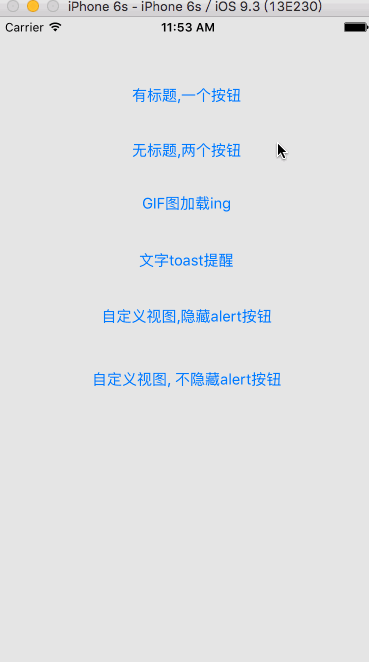 iPhone 6s - iPhone 6s / iOS 9.3 (13E230)
Carrier 11:53 AM
有标题,一个按钮
无标题,两个按钮
GIF图加载ing
文字toast提醒
自定义视图,隐藏alert按钮
自定义视图, 不隐藏alert按钮